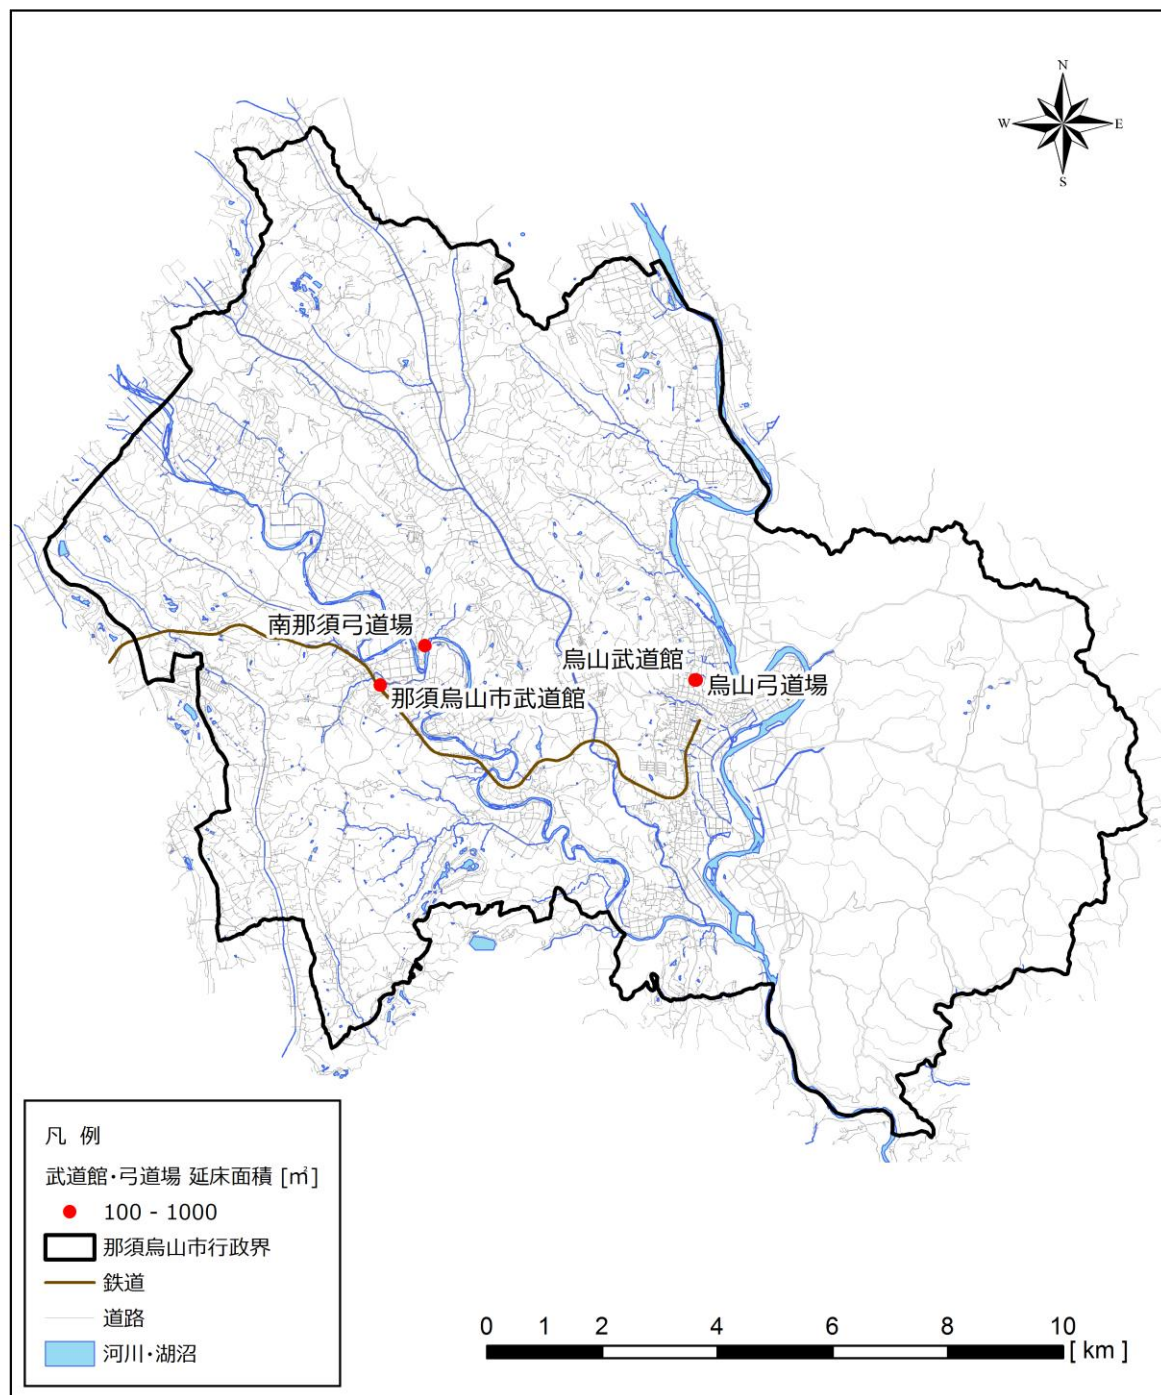 N
W
E
S
南那須弓道場
烏山武道館
烏山弓道場
那須烏山市武道館
凡 例
武道館・弓道場 延床面積 [㎡]
100 - 1000
那須烏山市行政界
鉄道
道路
河川・湖沼
0 1 2 4 6 8 10
[ km ]